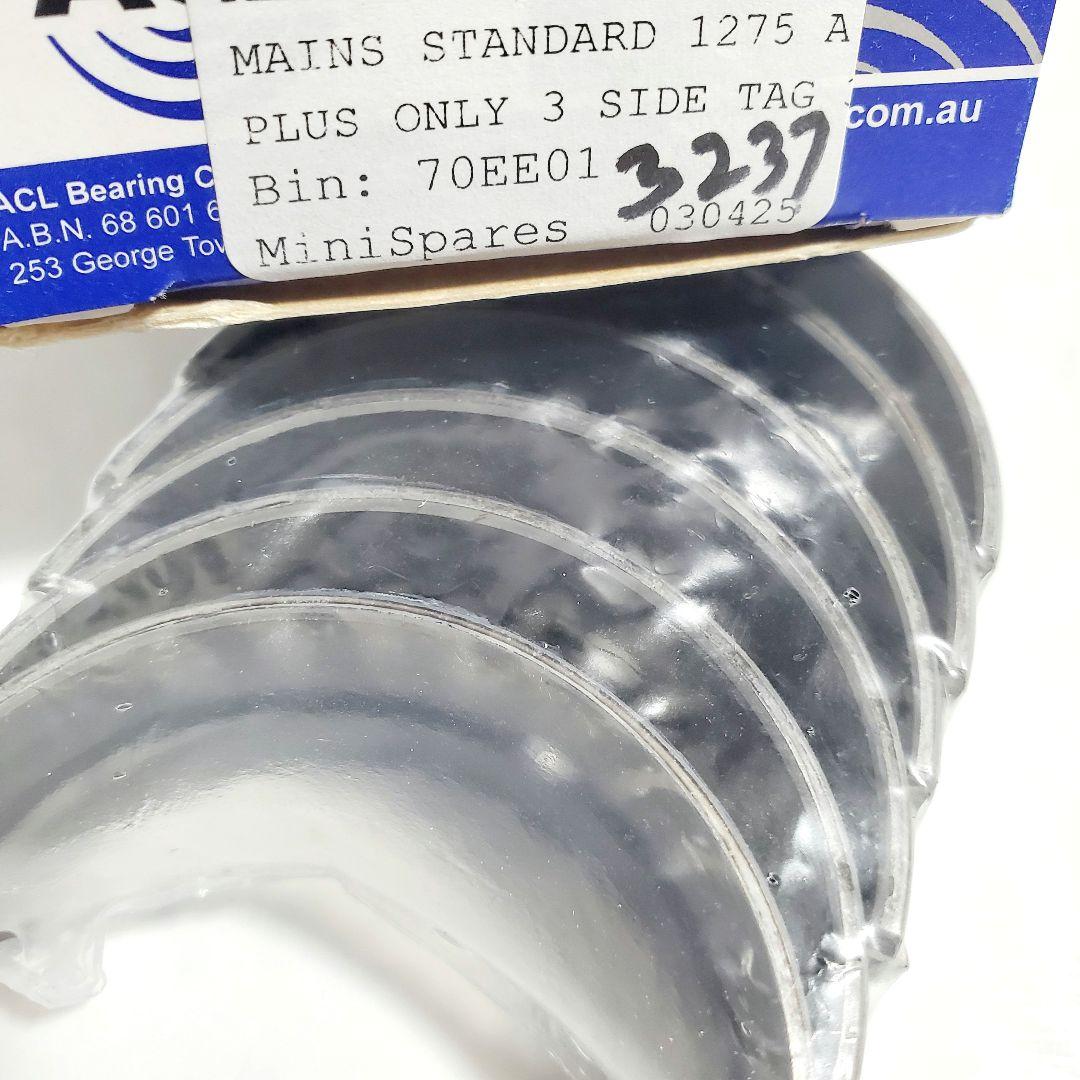 MAINS STANDARD 1275 A
PLUS ONLY 3 SIDE TAG
Bin: 70EE01
3237
MiniSpares 030425
com.au
ACL Bearing
A.B.N. 68 601 6
253 George